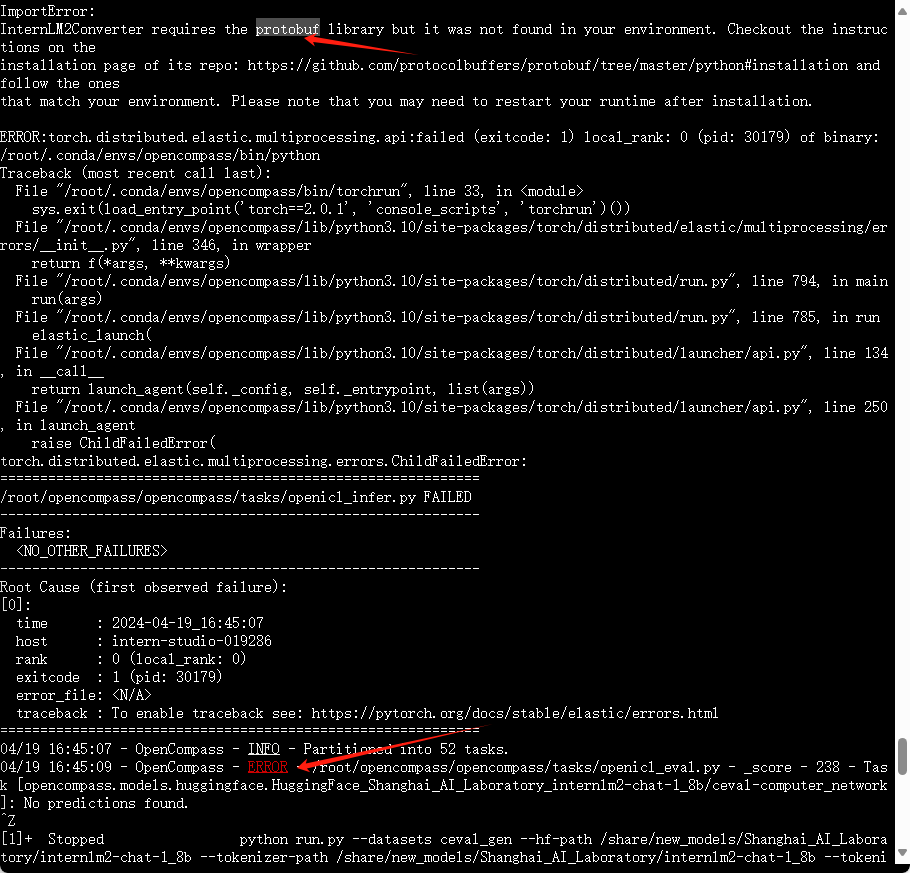 ImportError:
InternLM2Converter requires the protobuf library but it was not found in your environment. Checkout the instruc
tions on the
installation page of its repo: https://github.com/protocolbuffers/protobuf/tree/master/python#installation and
follow the ones
that match your environment. Please note that you may need to restart your runtime after installation.
ERROR:torch.distributed.elastic.multiprocessing.api:failed (exitcode: 1) local_rank: 0 (pid: 30179) of binary:
/root/.conda/envs/opencompass/bin/python
Traceback (most recent call last):
  File "/root/.conda/envs/opencompass/bin/torchrun", line 33, in <module>
    sys.exit(load_entry_point('torch==2.0.1', 'console_scripts', 'torchrun')())
  File "/root/.conda/envs/opencompass/lib/python3.10/site-packages/torch/distributed/elastic/multiprocessing/er
rors/__init__.py", line 346, in wrapper
    return f(*args, **kwargs)
  File "/root/.conda/envs/opencompass/lib/python3.10/site-packages/torch/distributed/run.py", line 794, in main
    run(args)
  File "/root/.conda/envs/opencompass/lib/python3.10/site-packages/torch/distributed/run.py", line 785, in run
    elastic_launch(
  File "/root/.conda/envs/opencompass/lib/python3.10/site-packages/torch/distributed/launcher/api.py", line 134
, in __call__
    return launch_agent(self._config, self._entrypoint, list(args))
  File "/root/.conda/envs/opencompass/lib/python3.10/site-packages/torch/distributed/launcher/api.py", line 250
, in launch_agent
    raise ChildFailedError(
torch.distributed.elastic.multiprocessing.errors.ChildFailedError:
============================================================
/root/opencompass/opencompass/tasks/openicl_infer.py FAILED
------------------------------------------------------------
Failures:
  <NO_OTHER_FAILURES>
------------------------------------------------------------
Root Cause (first observed failure):
[0]:
  time      : 2024-04-19_16:45:07
  host      : intern-studio-019286
  rank      : 0 (local_rank: 0)
  exitcode  : 1 (pid: 30179)
  error_file: <N/A>
  traceback : To enable traceback see: https://pytorch.org/docs/stable/elastic/errors.html
============================================================
04/19 16:45:07 - OpenCompass - INFO - Partitioned into 52 tasks.
04/19 16:45:09 - OpenCompass - ERROR - /root/opencompass/opencompass/tasks/openicl_eval.py - _score - 238 - Tas
k [opencompass.models.huggingface.HuggingFace_Shanghai_AI_Laboratory_internlm2-chat-1_8b/ceval-computer_network
]: No predictions found.
^Z
[1]+  Stopped                 python run.py --datasets ceval_gen --hf-path /share/new_models/Shanghai_AI_Labora
tory/internlm2-chat-1_8b --tokenizer-path /share/new_models/Shanghai_AI_Laboratory/internlm2-chat-1_8b --tokeni